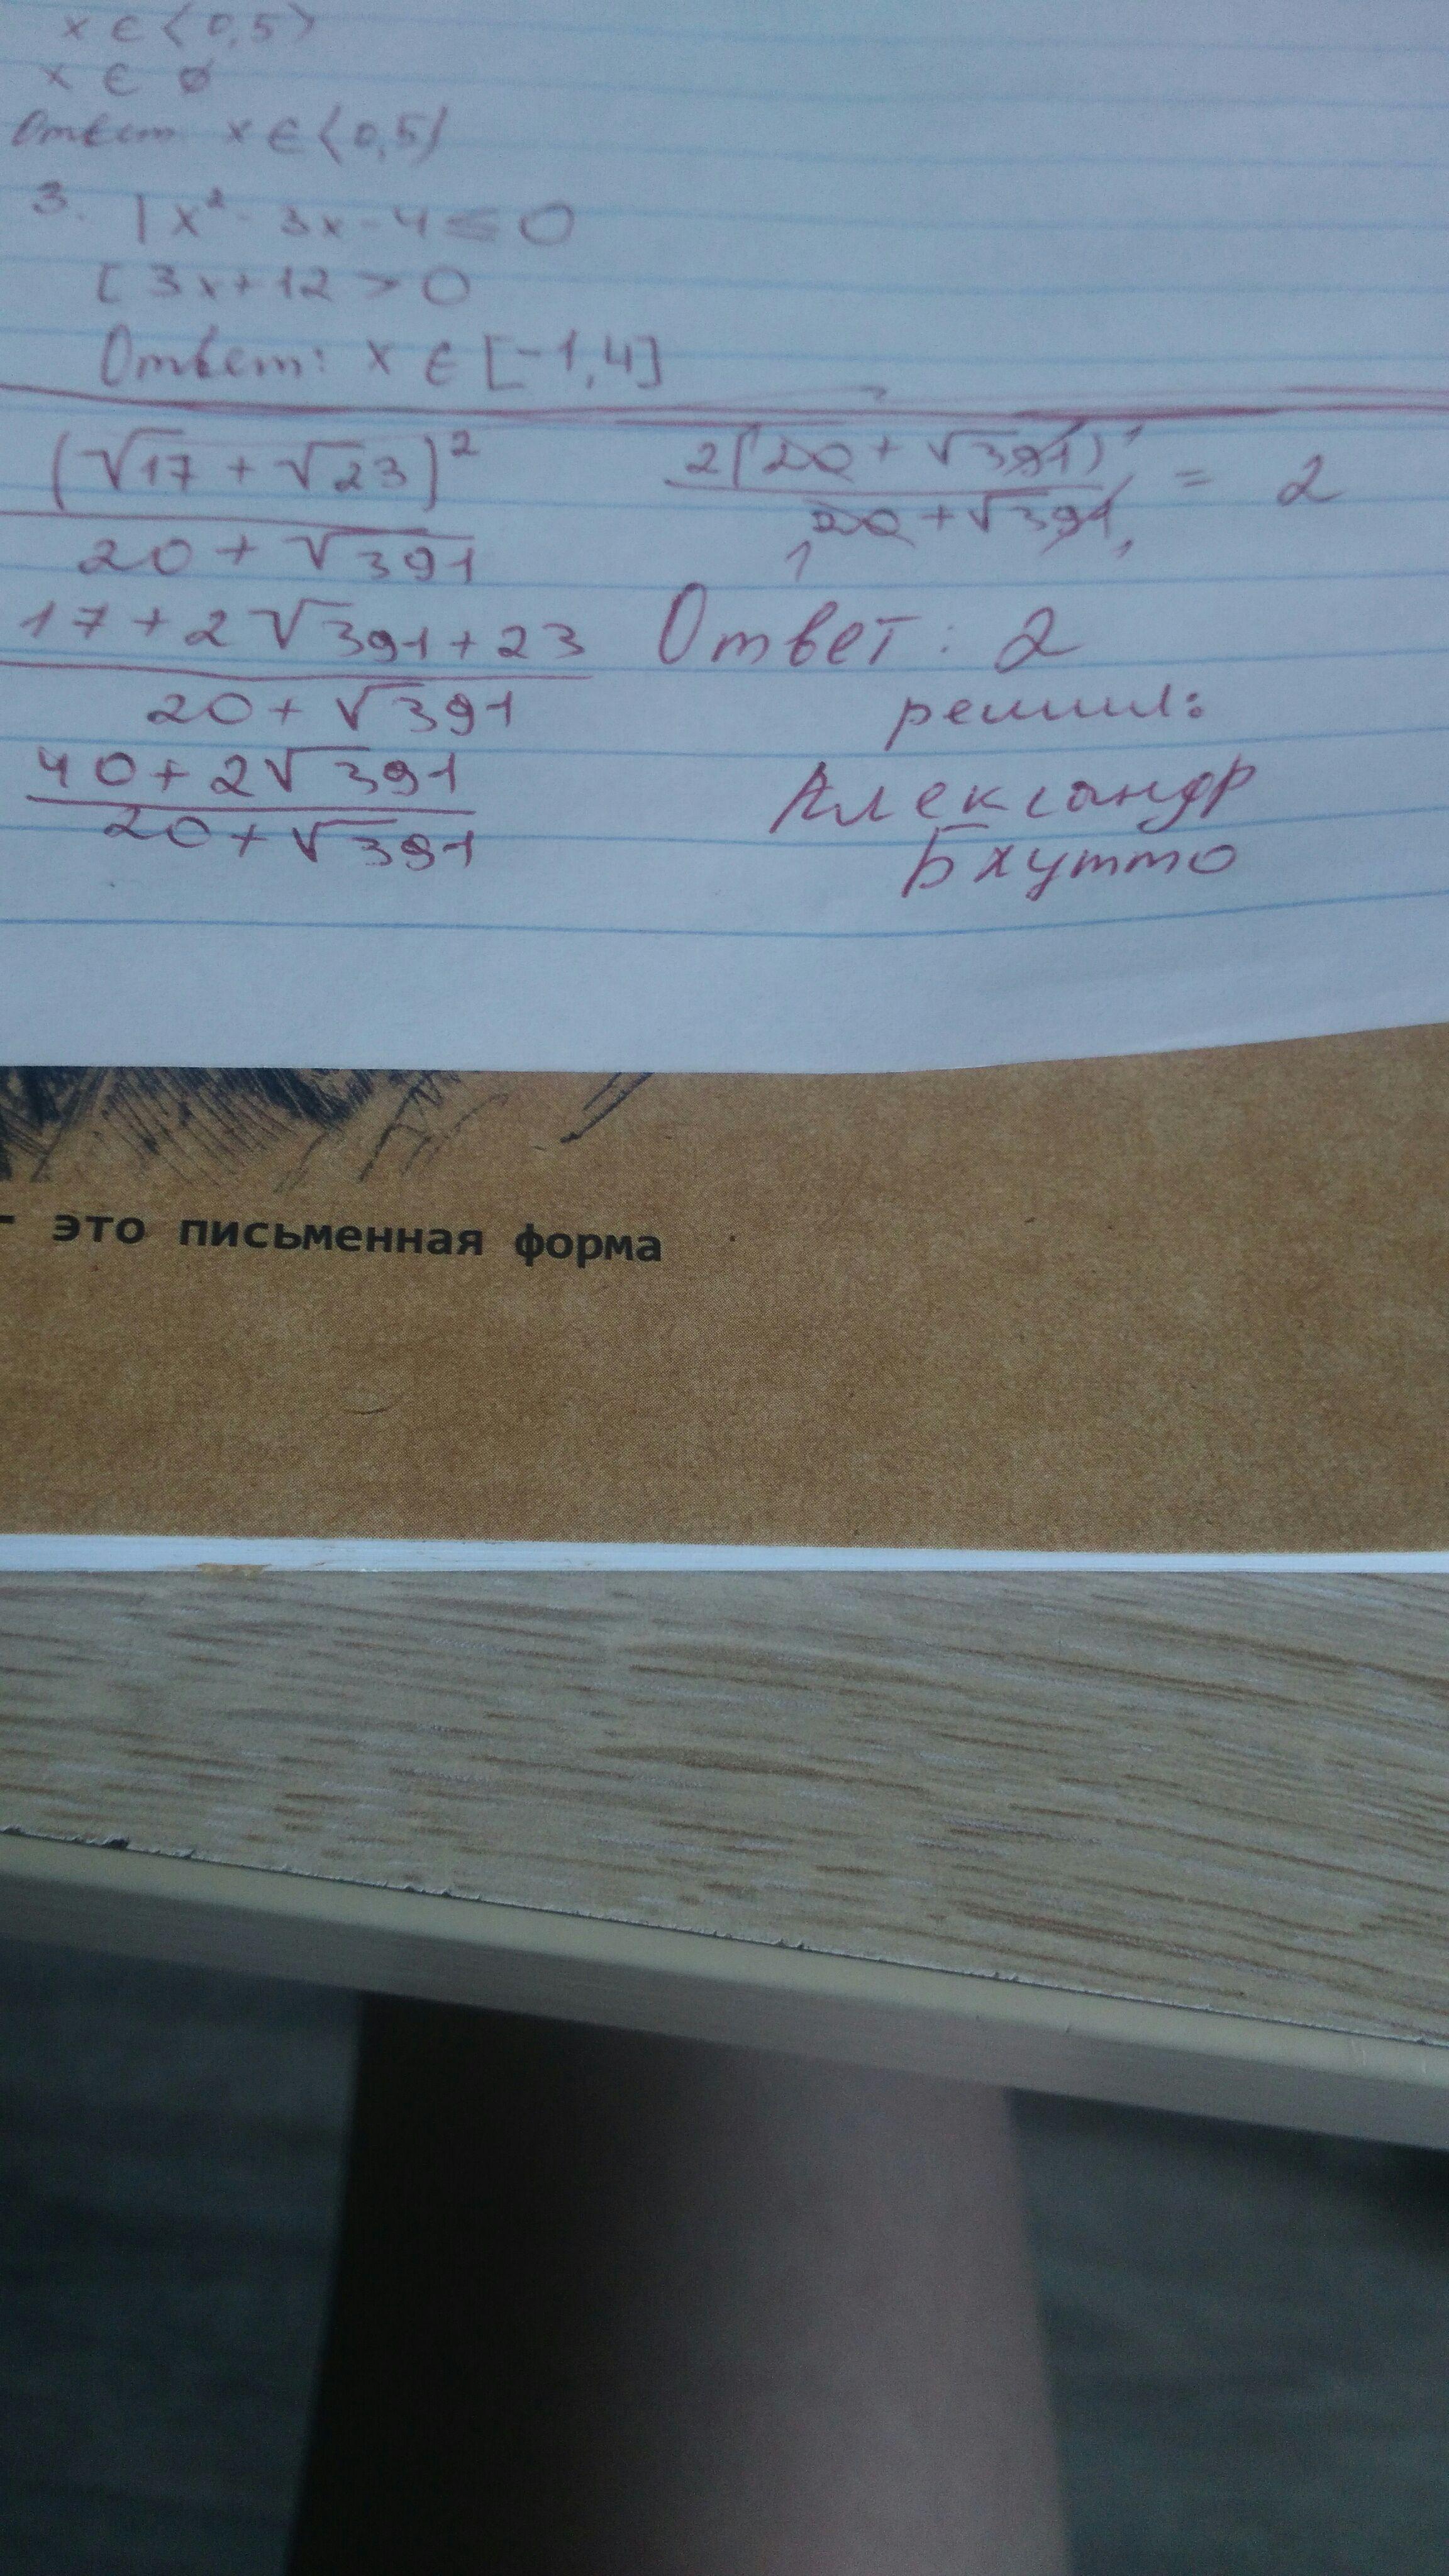 x ∈ (0,5)
x ∈ ø
Ответ x ∈ (0,5)
3. | x² - 3x - 4 ≤ 0
[ 3x + 12 > 0
Ответ: x ∈ [-1,4]
(√17 + √23)²
20 + √391
17 + 2√391 + 23
20 + √391
40 + 2√391
20 + √391
2(20 + √391) = 2
20 + √391
1
Ответ: 2
решил:
Александр
Бхутто
- это письменная форма